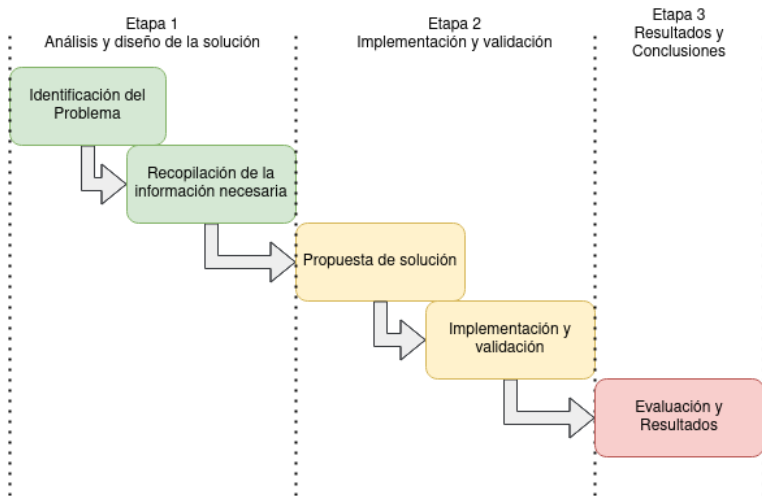 Etapa 1
Análisis y diseño de la solución
Etapa 2
Implementación y validación
Etapa 3
Resultados y
Conclusiones
Identificación del
Problema
Recopilación de la
información necesaria
Propuesta de solución
Implementación y
validación
Evaluación y
Resultados